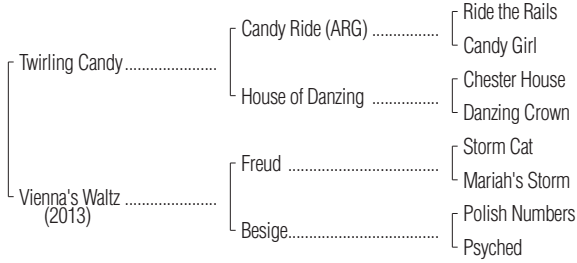 Ride the Rails
Candy Ride (ARG) ................
Candy Girl
Twirling Candy ......................
Chester House
House of Danzing ................
Danzing Crown
Storm Cat
Freud .....................................
Mariah's Storm
Vienna's Waltz ......................
(2013)
Polish Numbers
Besige.....................................
Psyched